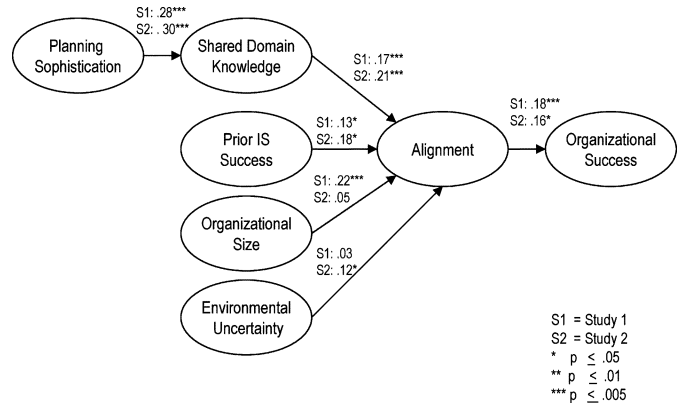 S1: .28***
S2: .30***
Planning
Sophistication
Shared Domain
Knowledge
S1: .17***
S2: .21***
Prior IS
Success
S1: .13*
S2: .18*
Alignment
S1: .18***
S2: .16*
Organizational
Success
S1: .22***
S2: .05
Organizational
Size
S1: .03
S2: .12*
Environmental
Uncertainty
S1 = Study 1
S2 = Study 2
* p ≤ .05
** p ≤ .01
*** p ≤ .005